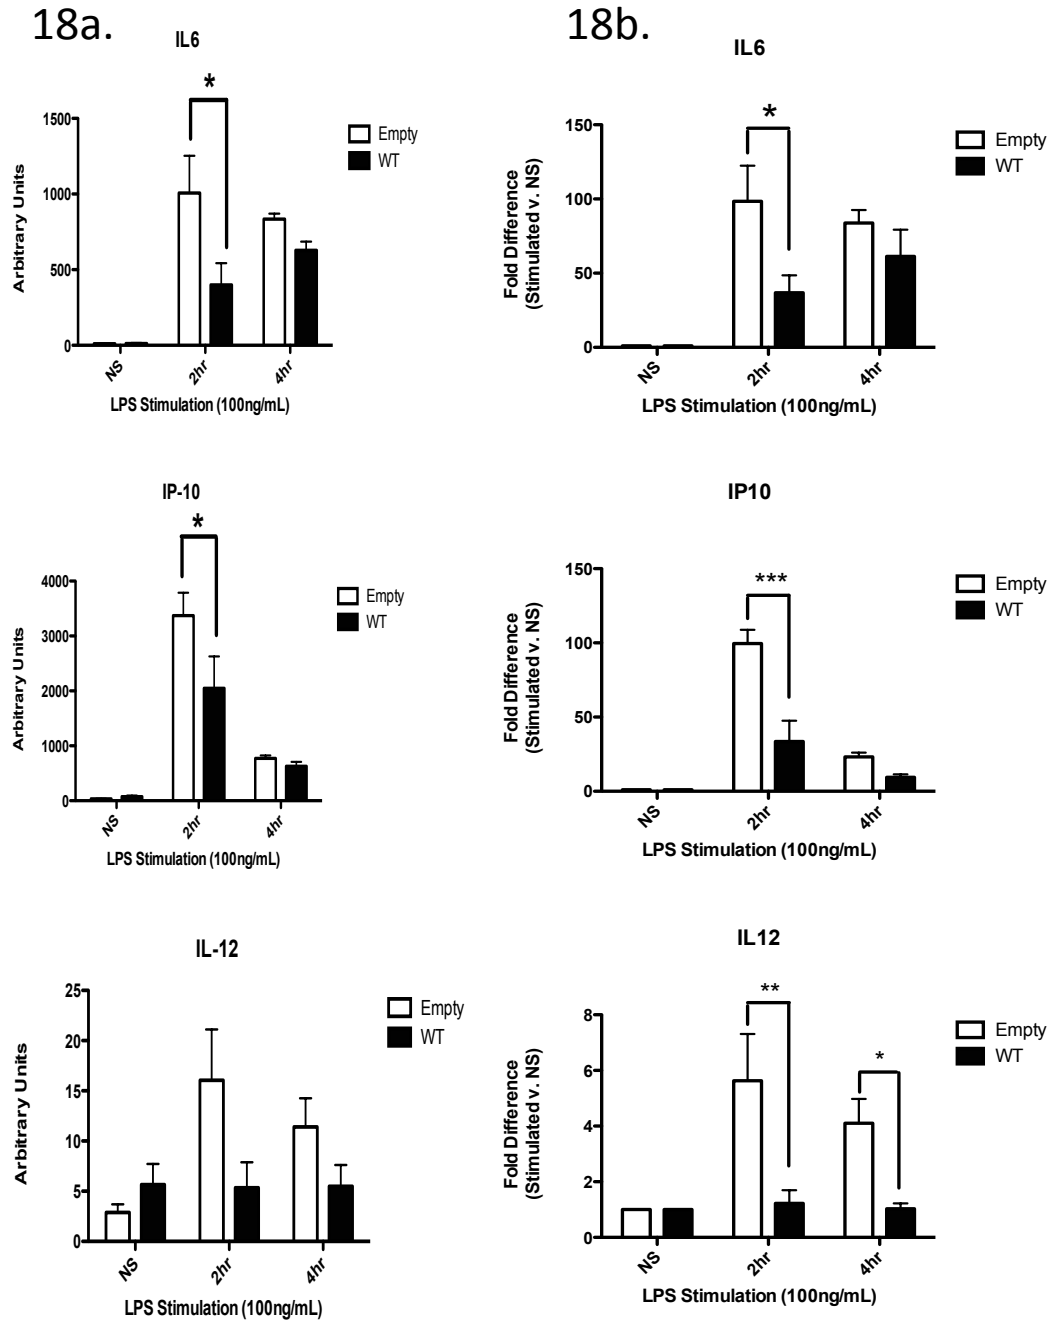 18a.
IL6
*
1500
1000
500
0
Arbitrary Units
Empty
WT
NS
2hr
4hr
LPS Stimulation (100ng/mL)
18b.
IL6
*
150
100
50
0
Fold Difference
(Stimulated v. NS)
Empty
WT
NS
2hr
4hr
LPS Stimulation (100ng/mL)
IP-10
*
4000
3000
2000
1000
0
Arbitrary Units
Empty
WT
NS
2hr
4hr
LPS Stimulation (100ng/mL)
IP10
***
150
100
50
0
Fold Difference
(Stimulated v. NS)
Empty
WT
NS
2hr
4hr
LPS Stimulation (100ng/mL)
IL-12
25
20
15
10
5
0
Arbitrary Units
Empty
WT
NS
2hr
4hr
LPS Stimulation (100ng/mL)
IL12
**
*
8
6
4
2
0
Fold Difference
(Stimulated v. NS)
Empty
WT
NS
2hr
4hr
LPS Stimulation (100ng/mL)